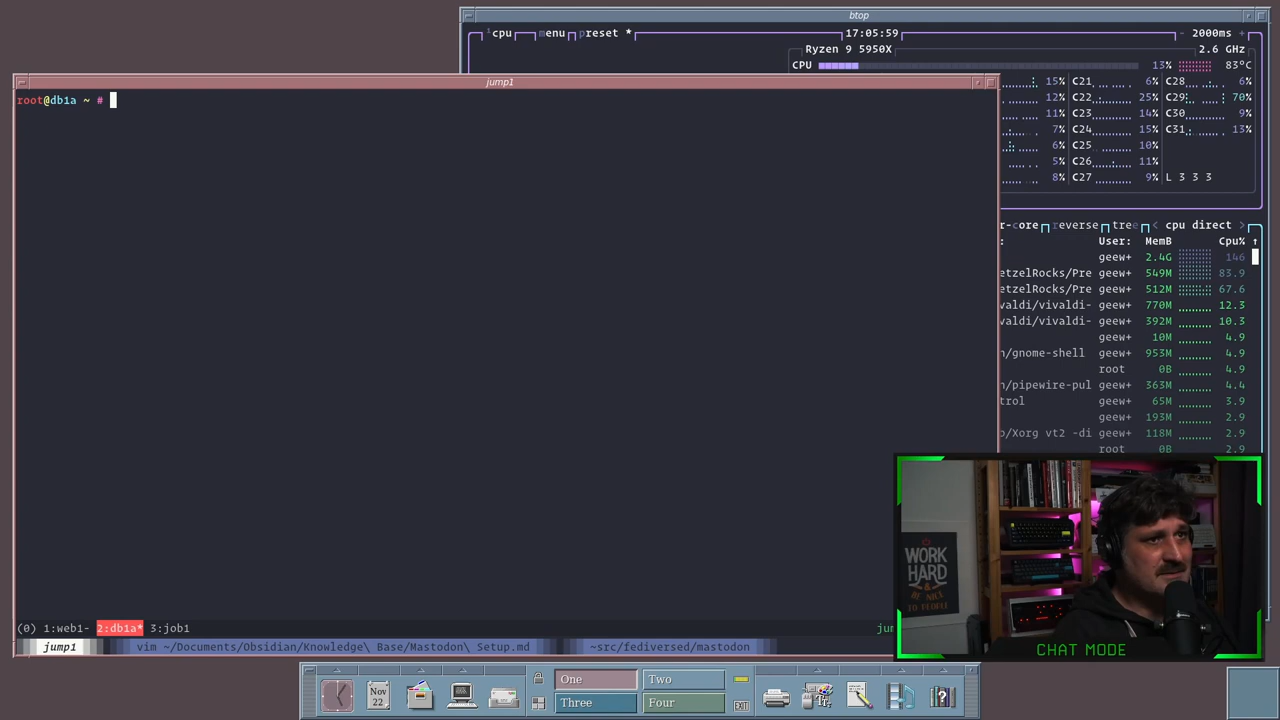 btop
¹cpu menu preset * 17:05:59 - 2000ms +
Ryzen 9 5950X 2.6 GHz
CPU 13% 83°C
jump1
root@db1a ~ #
15% C21 6% C28 6%
12% C22 25% C29 70%
11% C23 14% C30 9%
7% C24 15% C31 13%
6% C25 10%
5% C26 11%
8% C27 9% L 3 3 3
r-core reverse tree < cpu direct >
: User: MemB Cpu% ↑
geew+ 2.4G 146
etzelRocks/Pre geew+ 549M 83.9
etzelRocks/Pre geew+ 512M 67.6
valdi/vivaldi- geew+ 770M 12.3
valdi/vivaldi- geew+ 392M 10.3
geew+ 10M 4.9
n/gnome-shell geew+ 953M 4.9
root 0B 4.9
n/pipewire-pul geew+ 363M 4.4
trol geew+ 65M 3.9
geew+ 193M 2.9
o/Xorg vt2 -di geew+ 118M 2.9
root 0B 2.9
WORK
HARD
& BE NICE
TO PEOPLE
CHAT MODE
(0) 1:web1- 2:db1a* 3:job1 jum
jump1 vim ~/Documents/Obsidian/Knowledge\ Base/Mastodon\ Setup.md ~src/fediversed/mastodon
Nov
22
One Two
Three Four
EXIT